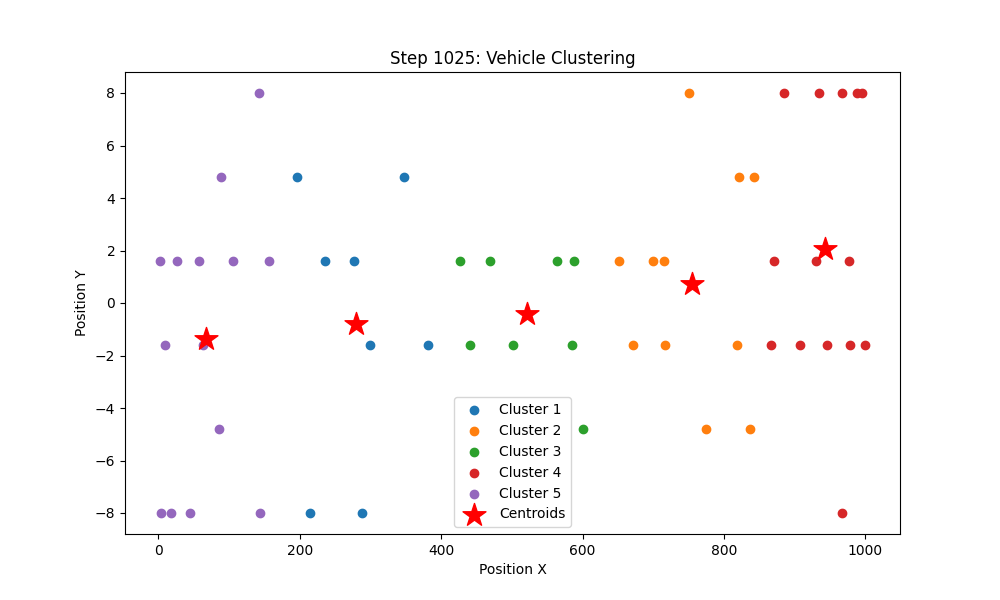 Step 1025: Vehicle Clustering
Position Y
8
6
4
2
0
−2
−4
−6
−8
Cluster 1
Cluster 2
Cluster 3
Cluster 4
Cluster 5
Centroids
0
200
400
600
800
1000
Position X